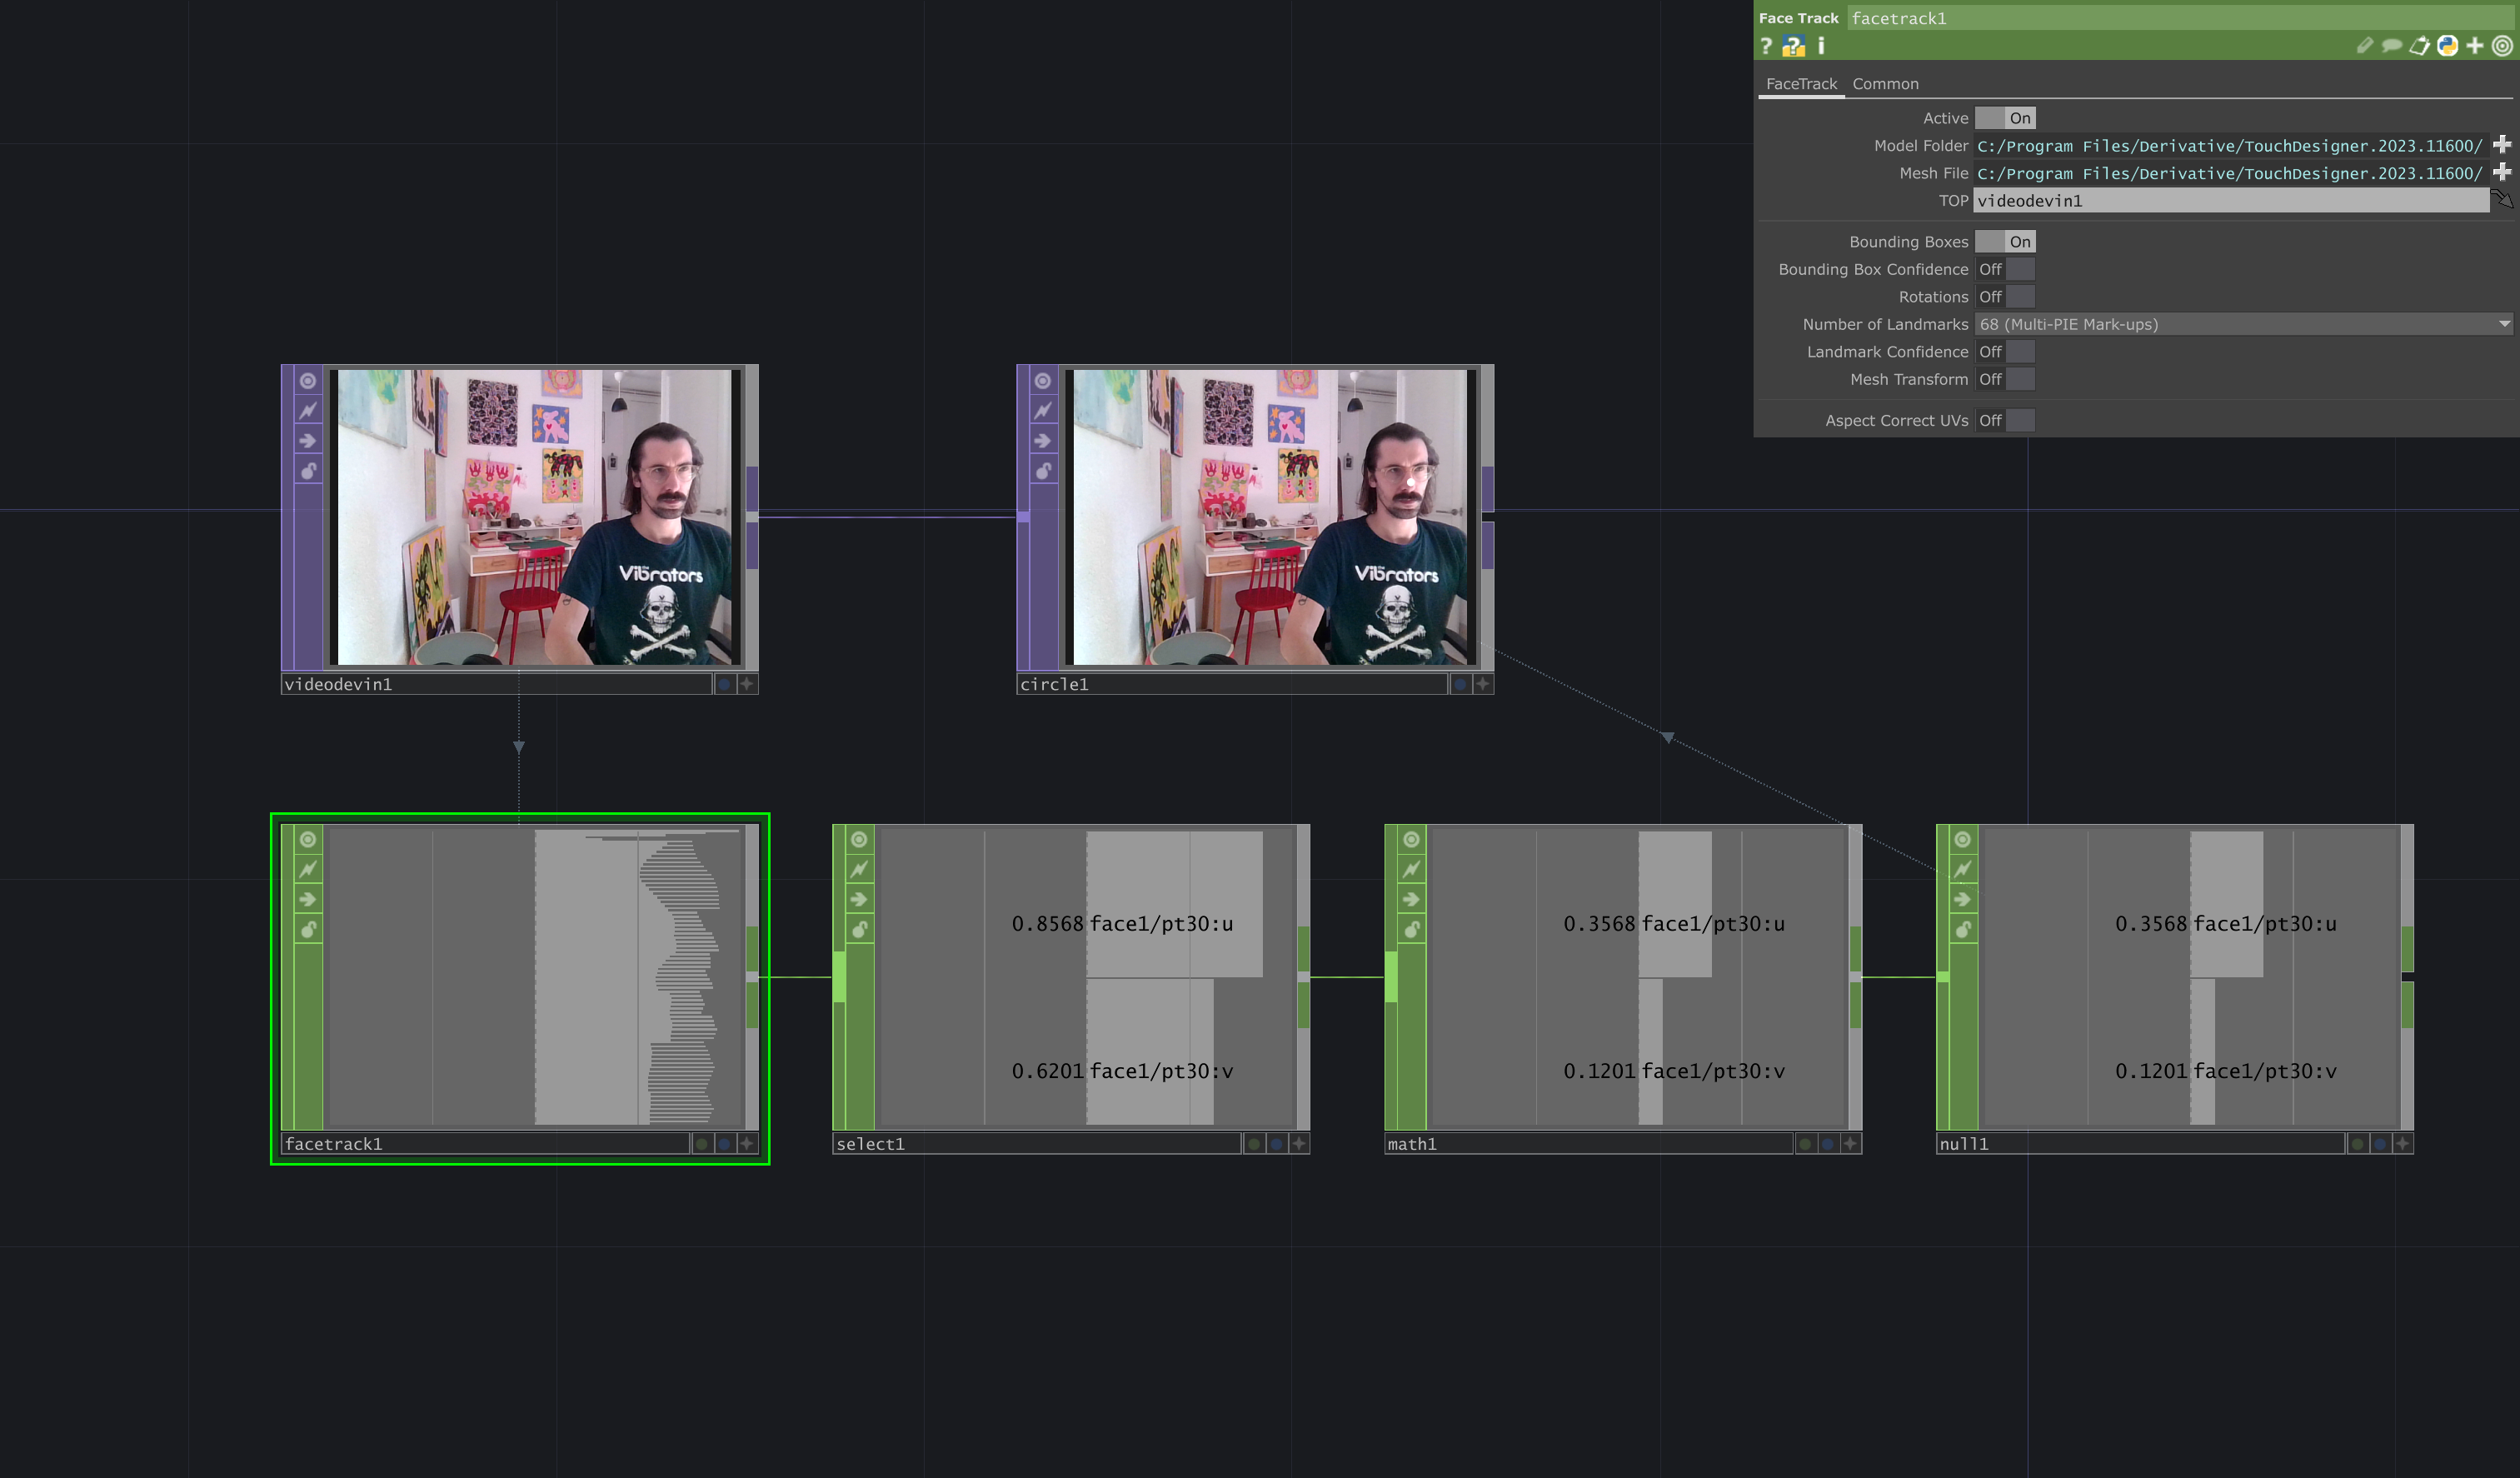 Face Track facetrack1
? ? i
FaceTrack Common
Active On
Model Folder C:/Program Files/Derivative/TouchDesigner.2023.11600/
Mesh File C:/Program Files/Derivative/TouchDesigner.2023.11600/
TOP videodevin1
Bounding Boxes On
Bounding Box Confidence Off
Rotations Off
Number of Landmarks 68 (Multi-PIE Mark-ups)
Landmark Confidence Off
Mesh Transform Off
Aspect Correct UVs Off
the
Vibrators
the
Vibrators
videodevin1
circle1
0.8568 face1/pt30:u
0.6201 face1/pt30:v
0.3568 face1/pt30:u
0.1201 face1/pt30:v
0.3568 face1/pt30:u
0.1201 face1/pt30:v
facetrack1
select1
math1
null1